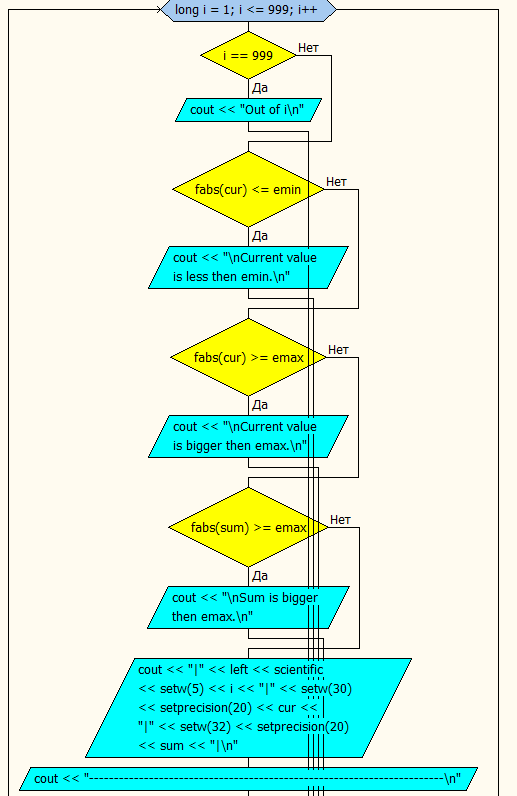 long i = 1; i <= 999; i++
Нет
i == 999
Да
cout << "Out of i\n"
Нет
fabs(cur) <= emin
Да
cout << "\nCurrent value
is less then emin.\n"
Нет
fabs(cur) >= emax
Да
cout << "\nCurrent value
is bigger then emax.\n"
Нет
fabs(sum) >= emax
Да
cout << "\nSum is bigger
then emax.\n"
cout << "|" << left << scientific
<< setw(5) << i << "|" << setw(30)
<< setprecision(20) << cur <<
"|" << setw(32) << setprecision(20)
<< sum << "|\n"
cout << "-------------------------------------------------------------------------\n"